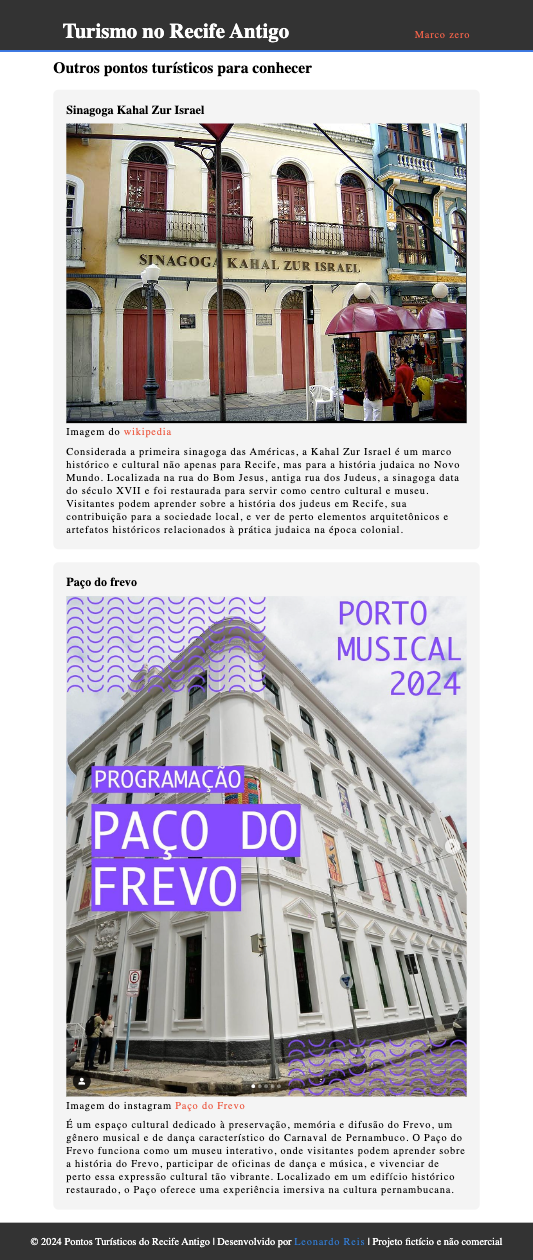 Turismo no Recife Antigo
Marco zero
Outros pontos turísticos para conhecer
Sinagoga Kahal Zur Israel
SINAGOGA KAHAL ZUR ISRAEL
Imagem do wikipedia
Considerada a primeira sinagoga das Américas, a Kahal Zur Israel é um marco
histórico e cultural não apenas para Recife, mas para a história judaica no Novo
Mundo. Localizada na rua do Bom Jesus, antiga rua dos Judeus, a sinagoga data
do século XVII e foi restaurada para servir como centro cultural e museu.
Visitantes podem aprender sobre a história dos judeus em Recife, sua
contribuição para a sociedade local, e ver de perto elementos arquitetônicos e
artefatos históricos relacionados à prática judaica na época colonial.
Paço do frevo
PORTO
MUSICAL
2024
PROGRAMAÇÃO
PAÇO DO
FREVO
E
Imagem do instagram Paço do Frevo
É um espaço cultural dedicado à preservação, memória e difusão do Frevo, um
gênero musical e de dança característico do Carnaval de Pernambuco. O Paço do
Frevo funciona como um museu interativo, onde visitantes podem aprender sobre
a história do Frevo, participar de oficinas de dança e música, e vivenciar de
perto essa expressão cultural tão vibrante. Localizado em um edifício histórico
restaurado, o Paço oferece uma experiência imersiva na cultura pernambucana.
© 2024 Pontos Turísticos do Recife Antigo | Desenvolvido por Leonardo Reis | Projeto fictício e não comercial